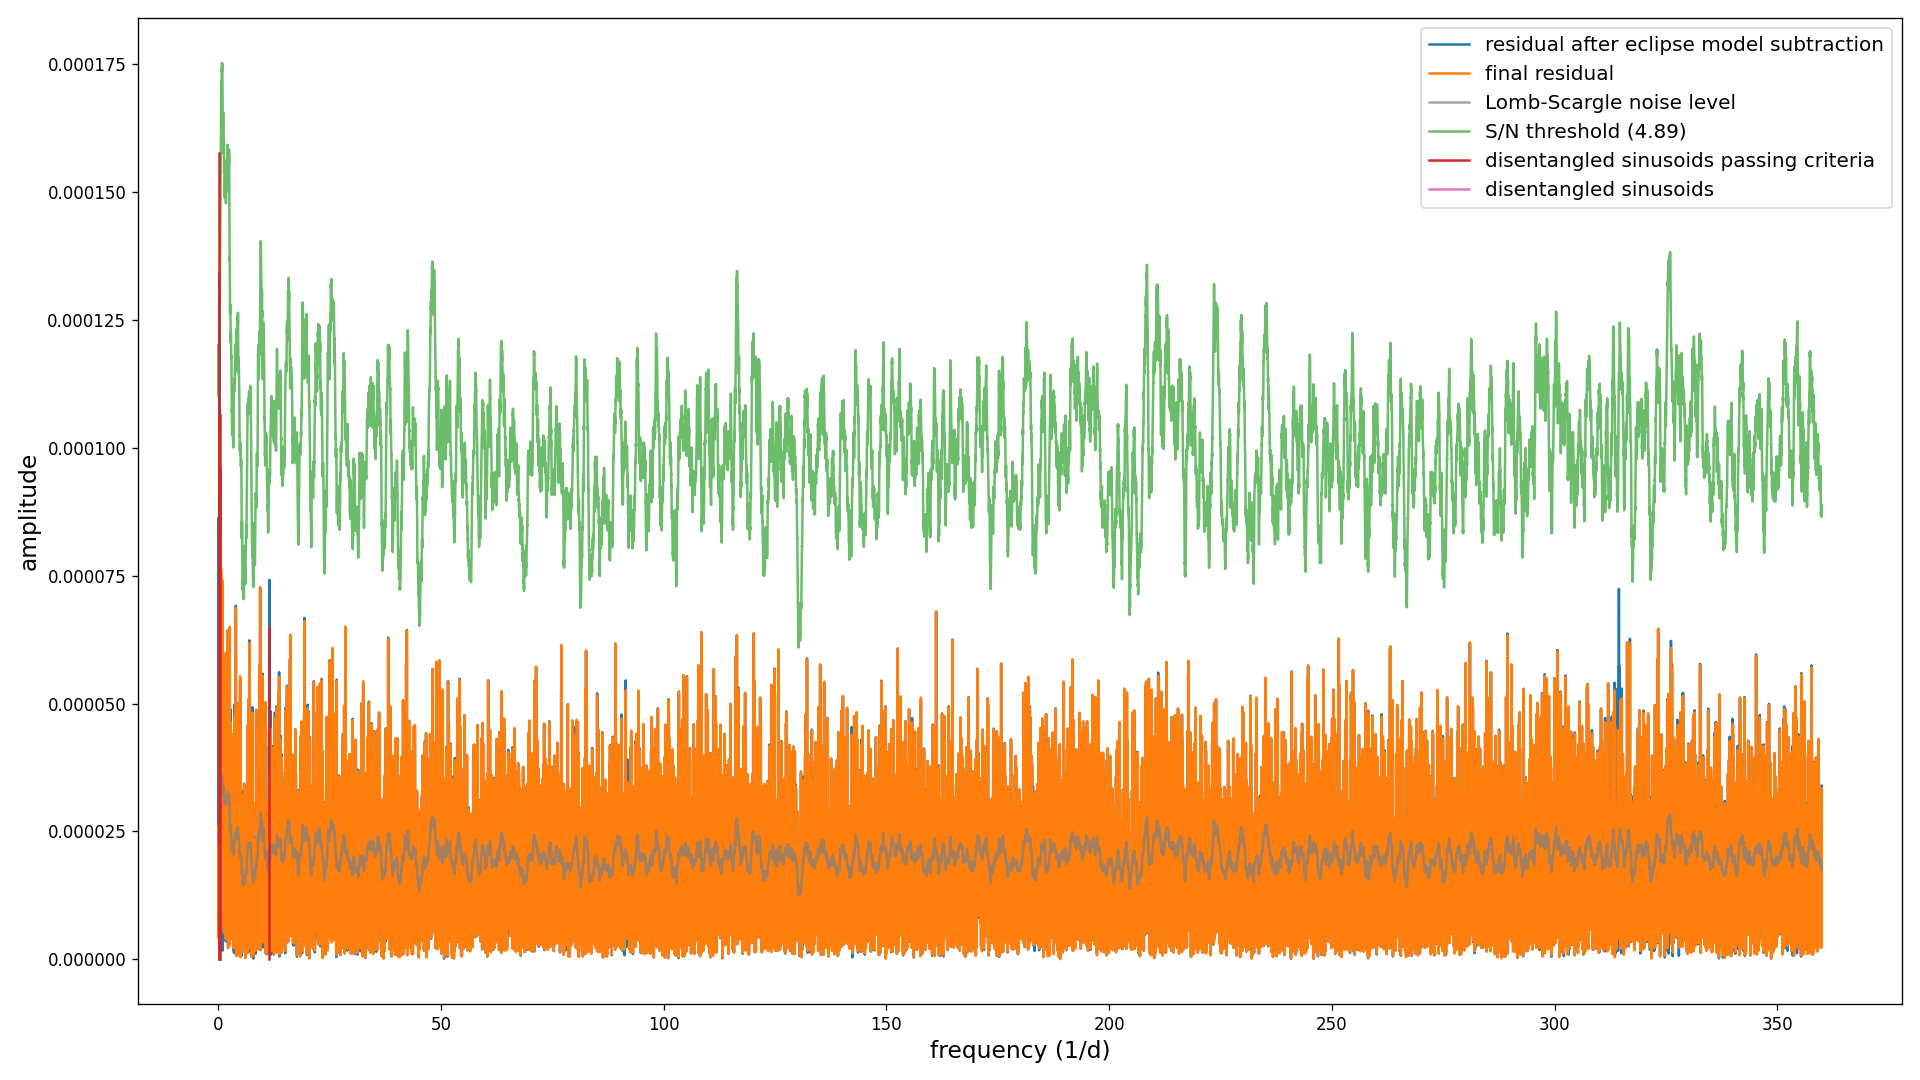 residual after eclipse model subtraction
final residual
Lomb-Scargle noise level
S/N threshold (4.89)
disentangled sinusoids passing criteria
disentangled sinusoids
0.000175
0.000150
0.000125
0.000100
0.000075
0.000050
0.000025
0.000000
amplitude
0 50 100 150 200 250 300 350
frequency (1/d)